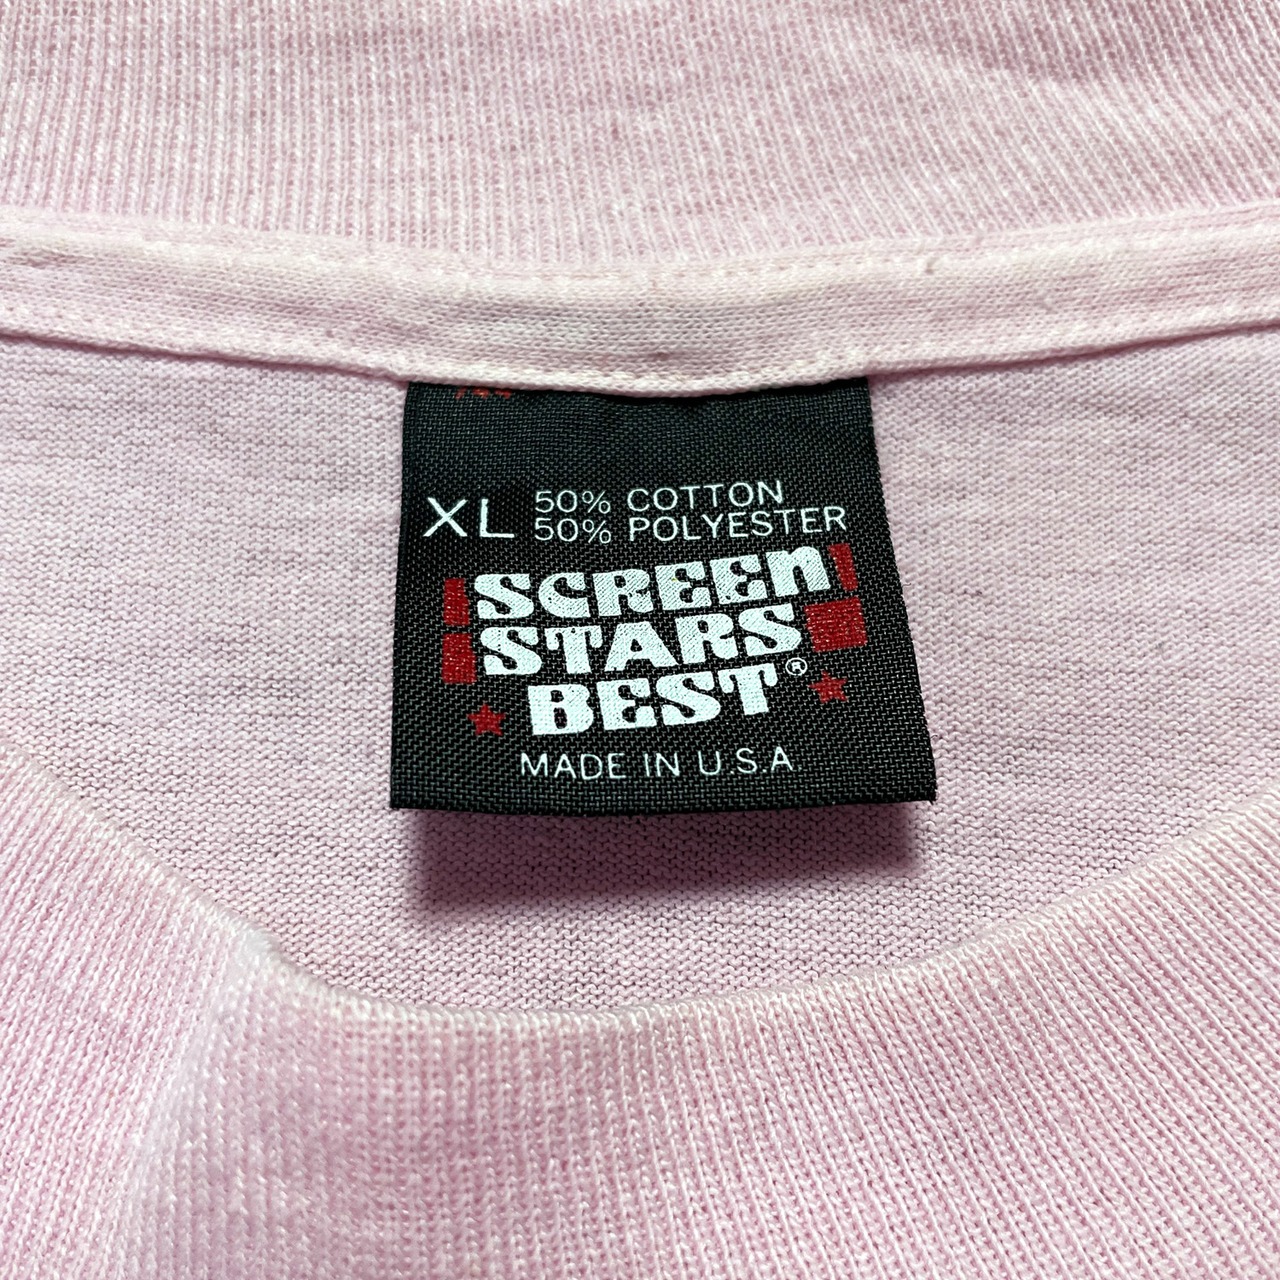 XL 50% COTTON
50% POLYESTER
SCREEN
STARS
BEST®
MADE IN U.S.A.